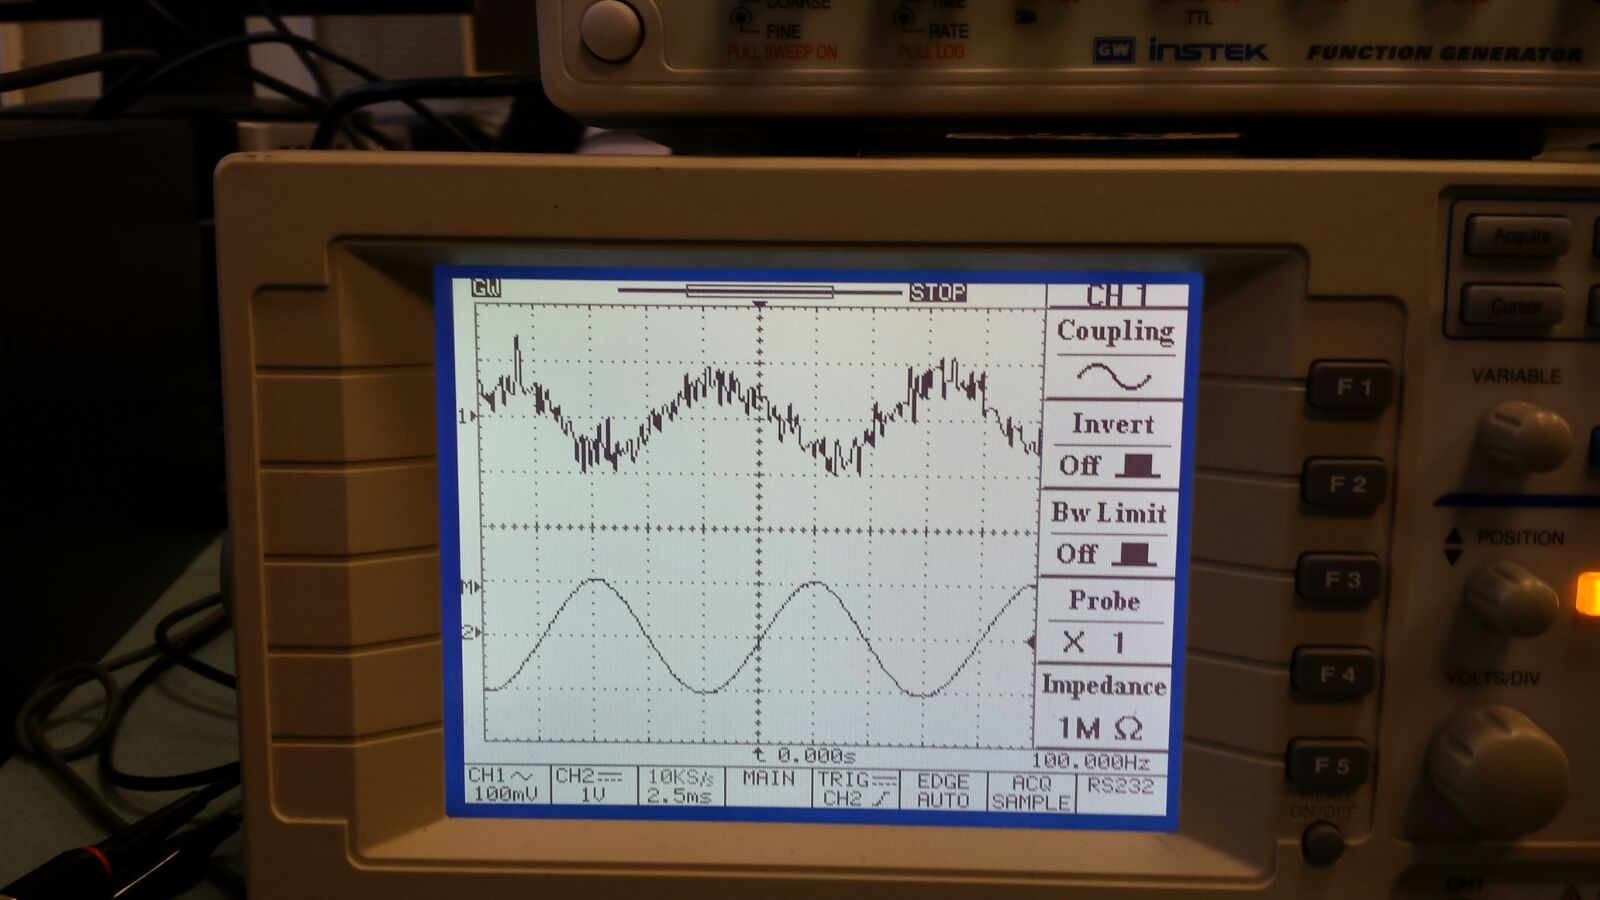 COARSE
FINE
PULL SWEEP ON
TIME
RATE
PULL LOG
TTL
GW INSTEK FUNCTION GENERATOR
GW STOP CH 1
Coupling
Invert
Off
Bw Limit
Off
Probe
X 1
Impedance
1M Ω
1
M
2
t 0.000s 100.000Hz
CH1 100mV
CH2 1V
10KS/s 2.5ms
MAIN
TRIG CH2
EDGE AUTO
ACQ SAMPLE
RS232
F 1
F 2
F 3
F 4
F 5
MENU
ON/OFF
Acquire
Cursor
VARIABLE
POSITION
VOLTS/DIV
CH1